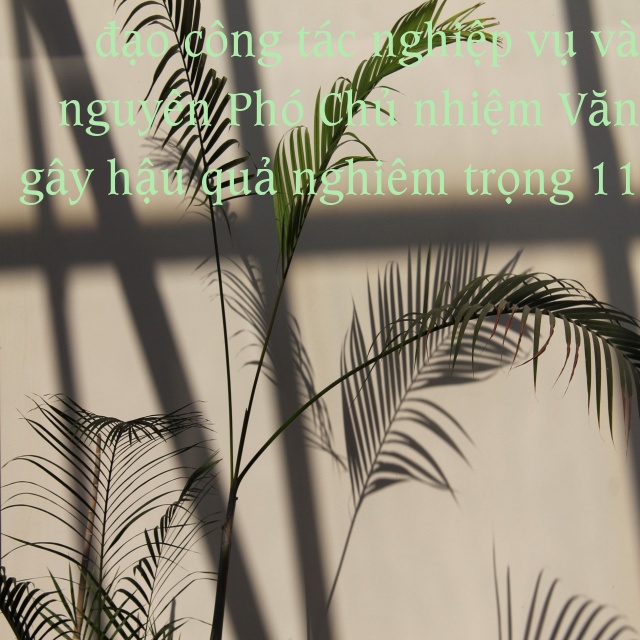 đạo công tác nghiệp vụ và
nguyên Phó Chủ nhiệm Văn
gây hậu quả nghiêm trọng 11